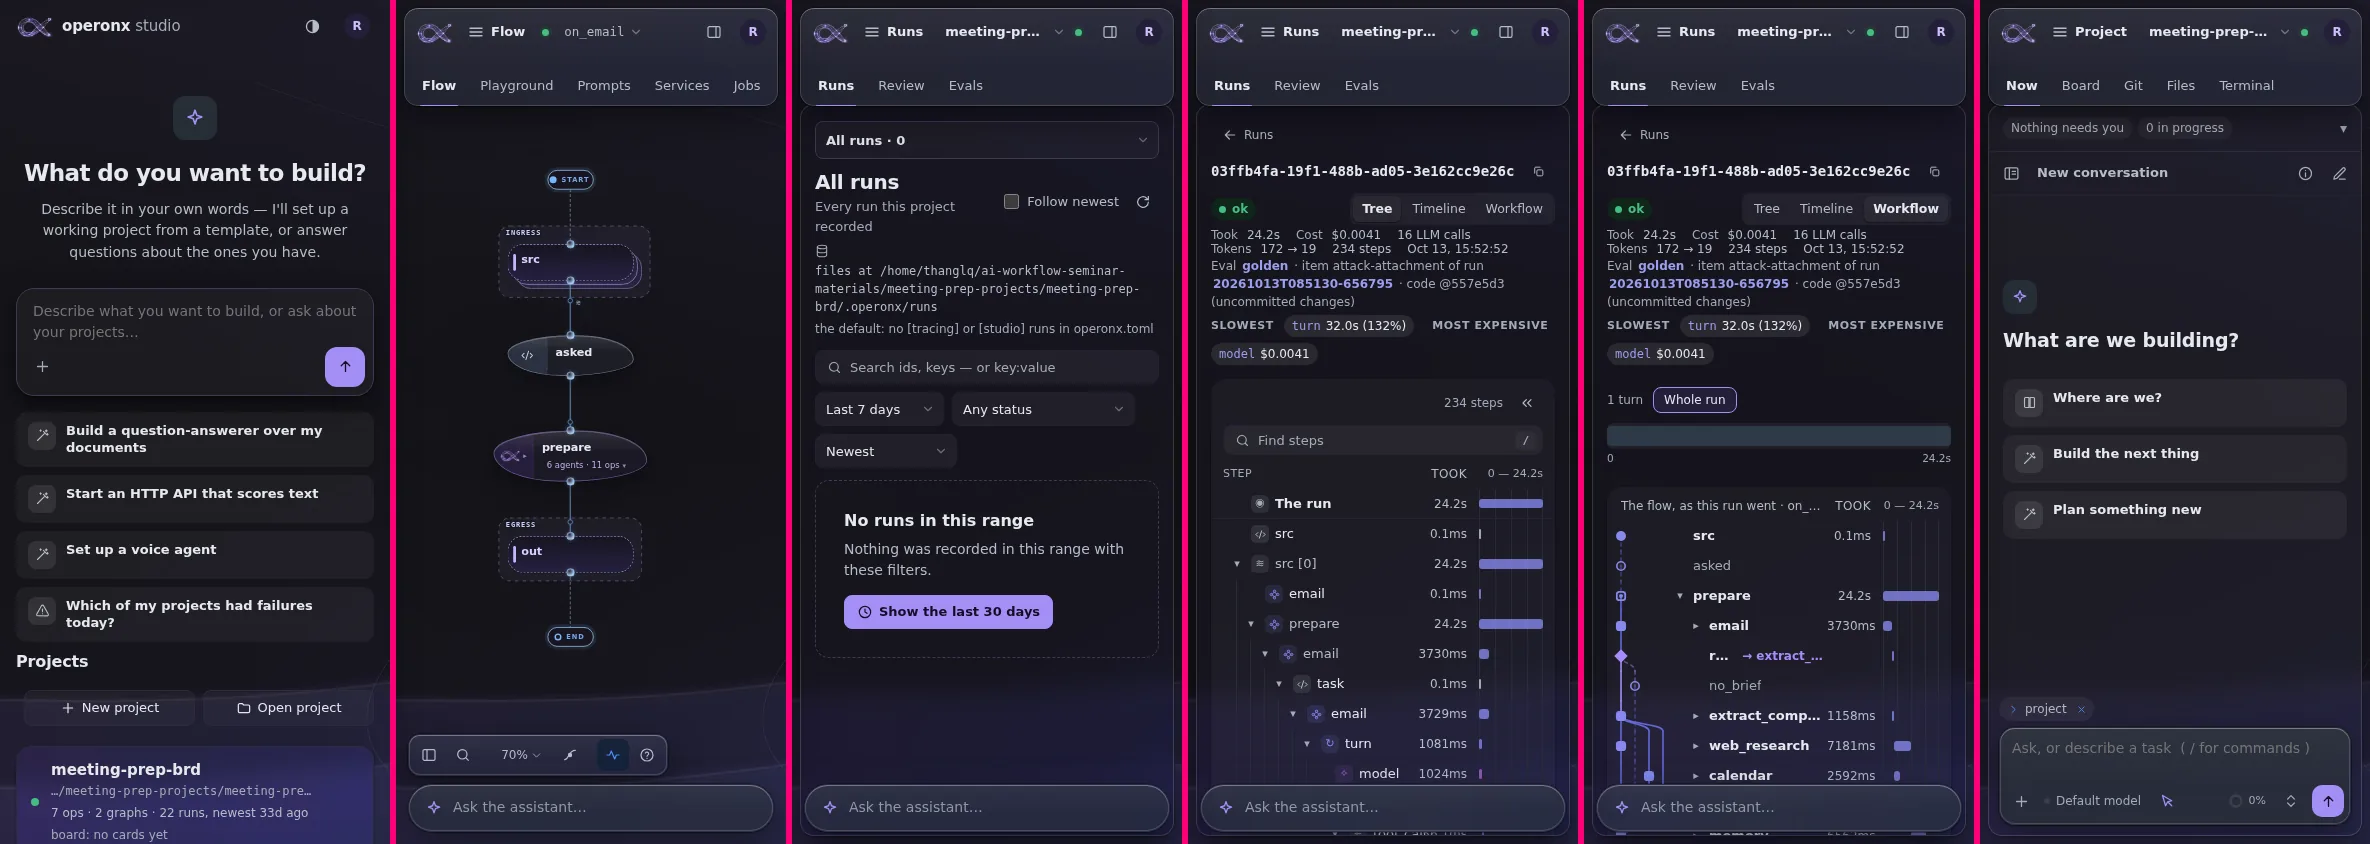 operonx studio
R
What do you want to build?
Describe it in your own words — I'll set up a
working project from a template, or answer
questions about the ones you have.
Describe what you want to build, or ask about
your projects…
Build a question-answerer over my
documents
Start an HTTP API that scores text
Set up a voice agent
Which of my projects had failures
today?
Projects
New project
Open project
meeting-prep-brd
…/meeting-prep-projects/meeting-pre…
7 ops · 2 graphs · 22 runs, newest 33d ago
board: no cards yet
Flow
on_email
R
Flow
Playground
Prompts
Services
Jobs
START
INGRESS
src
asked
prepare
6 agents · 11 ops
EGRESS
out
END
70%
Ask the assistant…
Runs
meeting-pr…
R
Runs
Review
Evals
All runs · 0
All runs
Every run this project
recorded
Follow newest
files at /home/thanglq/ai-workflow-seminar-
materials/meeting-prep-projects/meeting-prep-
brd/.operonx/runs
the default: no [tracing] or [studio] runs in operonx.toml
Search ids, keys — or key:value
Last 7 days
Any status
Newest
No runs in this range
Nothing was recorded in this range with
these filters.
Show the last 30 days
Ask the assistant…
Runs
meeting-pr…
R
Runs
Review
Evals
Runs
03ffb4fa-19f1-488b-ad05-3e162cc9e26c
ok
Tree
Timeline
Workflow
Took 24.2s Cost $0.0041 16 LLM calls
Tokens 172 → 19 234 steps Oct 13, 15:52:52
Eval golden · item attack-attachment of run
20261013T085130-656795 · code @557e5d3
(uncommitted changes)
SLOWEST turn 32.0s (132%) MOST EXPENSIVE
model $0.0041
234 steps
Find steps /
STEP TOOK 0 — 24.2s
The run 24.2s
src 0.1ms
src [0] 24.2s
email 0.1ms
prepare 24.2s
email 3730ms
task 0.1ms
email 3729ms
turn 1081ms
model 1024ms
Ask the assistant…
Runs
meeting-pr…
R
Runs
Review
Evals
Runs
03ffb4fa-19f1-488b-ad05-3e162cc9e26c
ok
Tree
Timeline
Workflow
Took 24.2s Cost $0.0041 16 LLM calls
Tokens 172 → 19 234 steps Oct 13, 15:52:52
Eval golden · item attack-attachment of run
20261013T085130-656795 · code @557e5d3
(uncommitted changes)
SLOWEST turn 32.0s (132%) MOST EXPENSIVE
model $0.0041
1 turn Whole run
0 24.2s
The flow, as this run went · on_… TOOK 0 — 24.2s
src 0.1ms
asked
prepare 24.2s
email 3730ms
r… → extract_…
no_brief
extract_comp… 1158ms
web_research 7181ms
calendar 2592ms
Ask the assistant…
Project
meeting-prep-…
R
Now
Board
Git
Files
Terminal
Nothing needs you
0 in progress
New conversation
What are we building?
Where are we?
Build the next thing
Plan something new
project ×
Ask, or describe a task ( / for commands )
Default model
0%